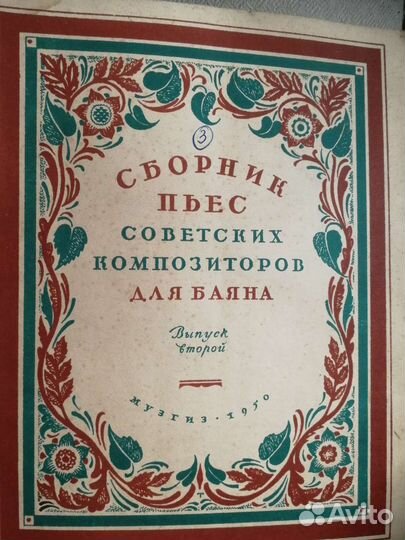 3
СБОРНИК
ПЬЕС
СОВЕТСКИХ
КОМПОЗИТОРОВ
ДЛЯ БАЯНА
Выпуск
второй
МУЗГИЗ · 1950
Т
Avito